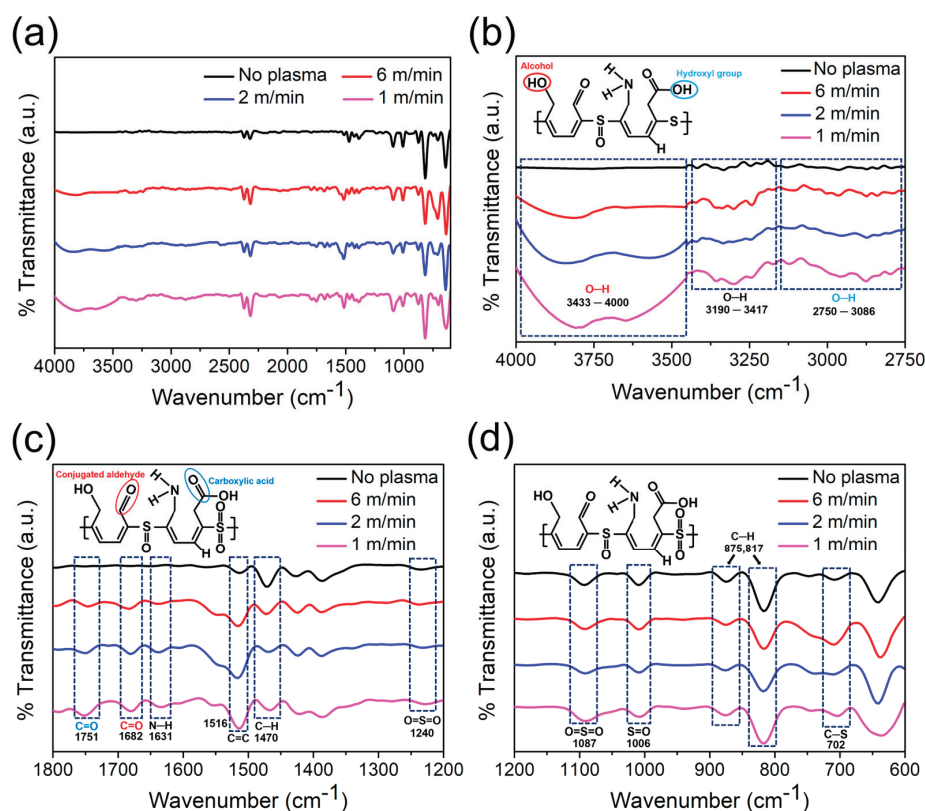 (a)
No plasma
6 m/min
2 m/min
1 m/min
% Transmittance (a.u.)
4000 3500 3000 2500 2000 1500 1000
Wavenumber (cm⁻¹)
(b)
Alcohol
HO
H
N
H
O
Hydroxyl group
OH
S
O
S
H
No plasma
6 m/min
2 m/min
1 m/min
O—H
3433 — 4000
O—H
3190 — 3417
O—H
2750 — 3086
% Transmittance (a.u.)
4000 3750 3500 3250 3000 2750
Wavenumber (cm⁻¹)
(c)
Conjugated aldehyde
HO
O
H
N
H
O
Carboxylic acid
OH
O
S
O
S
O
H
No plasma
6 m/min
2 m/min
1 m/min
C=O
1751
C=O
1682
N—H
1631
1516
C=C
C—H
1470
O=S=O
1240
% Transmittance (a.u.)
1800 1700 1600 1500 1400 1300 1200
Wavenumber (cm⁻¹)
(d)
HO
O
H
N
H
O
OH
O
S
O
S
O
H
No plasma
6 m/min
2 m/min
1 m/min
C—H
875,817
O=S=O
1087
S=O
1006
C—S
702
% Transmittance (a.u.)
1200 1100 1000 900 800 700 600
Wavenumber (cm⁻¹)